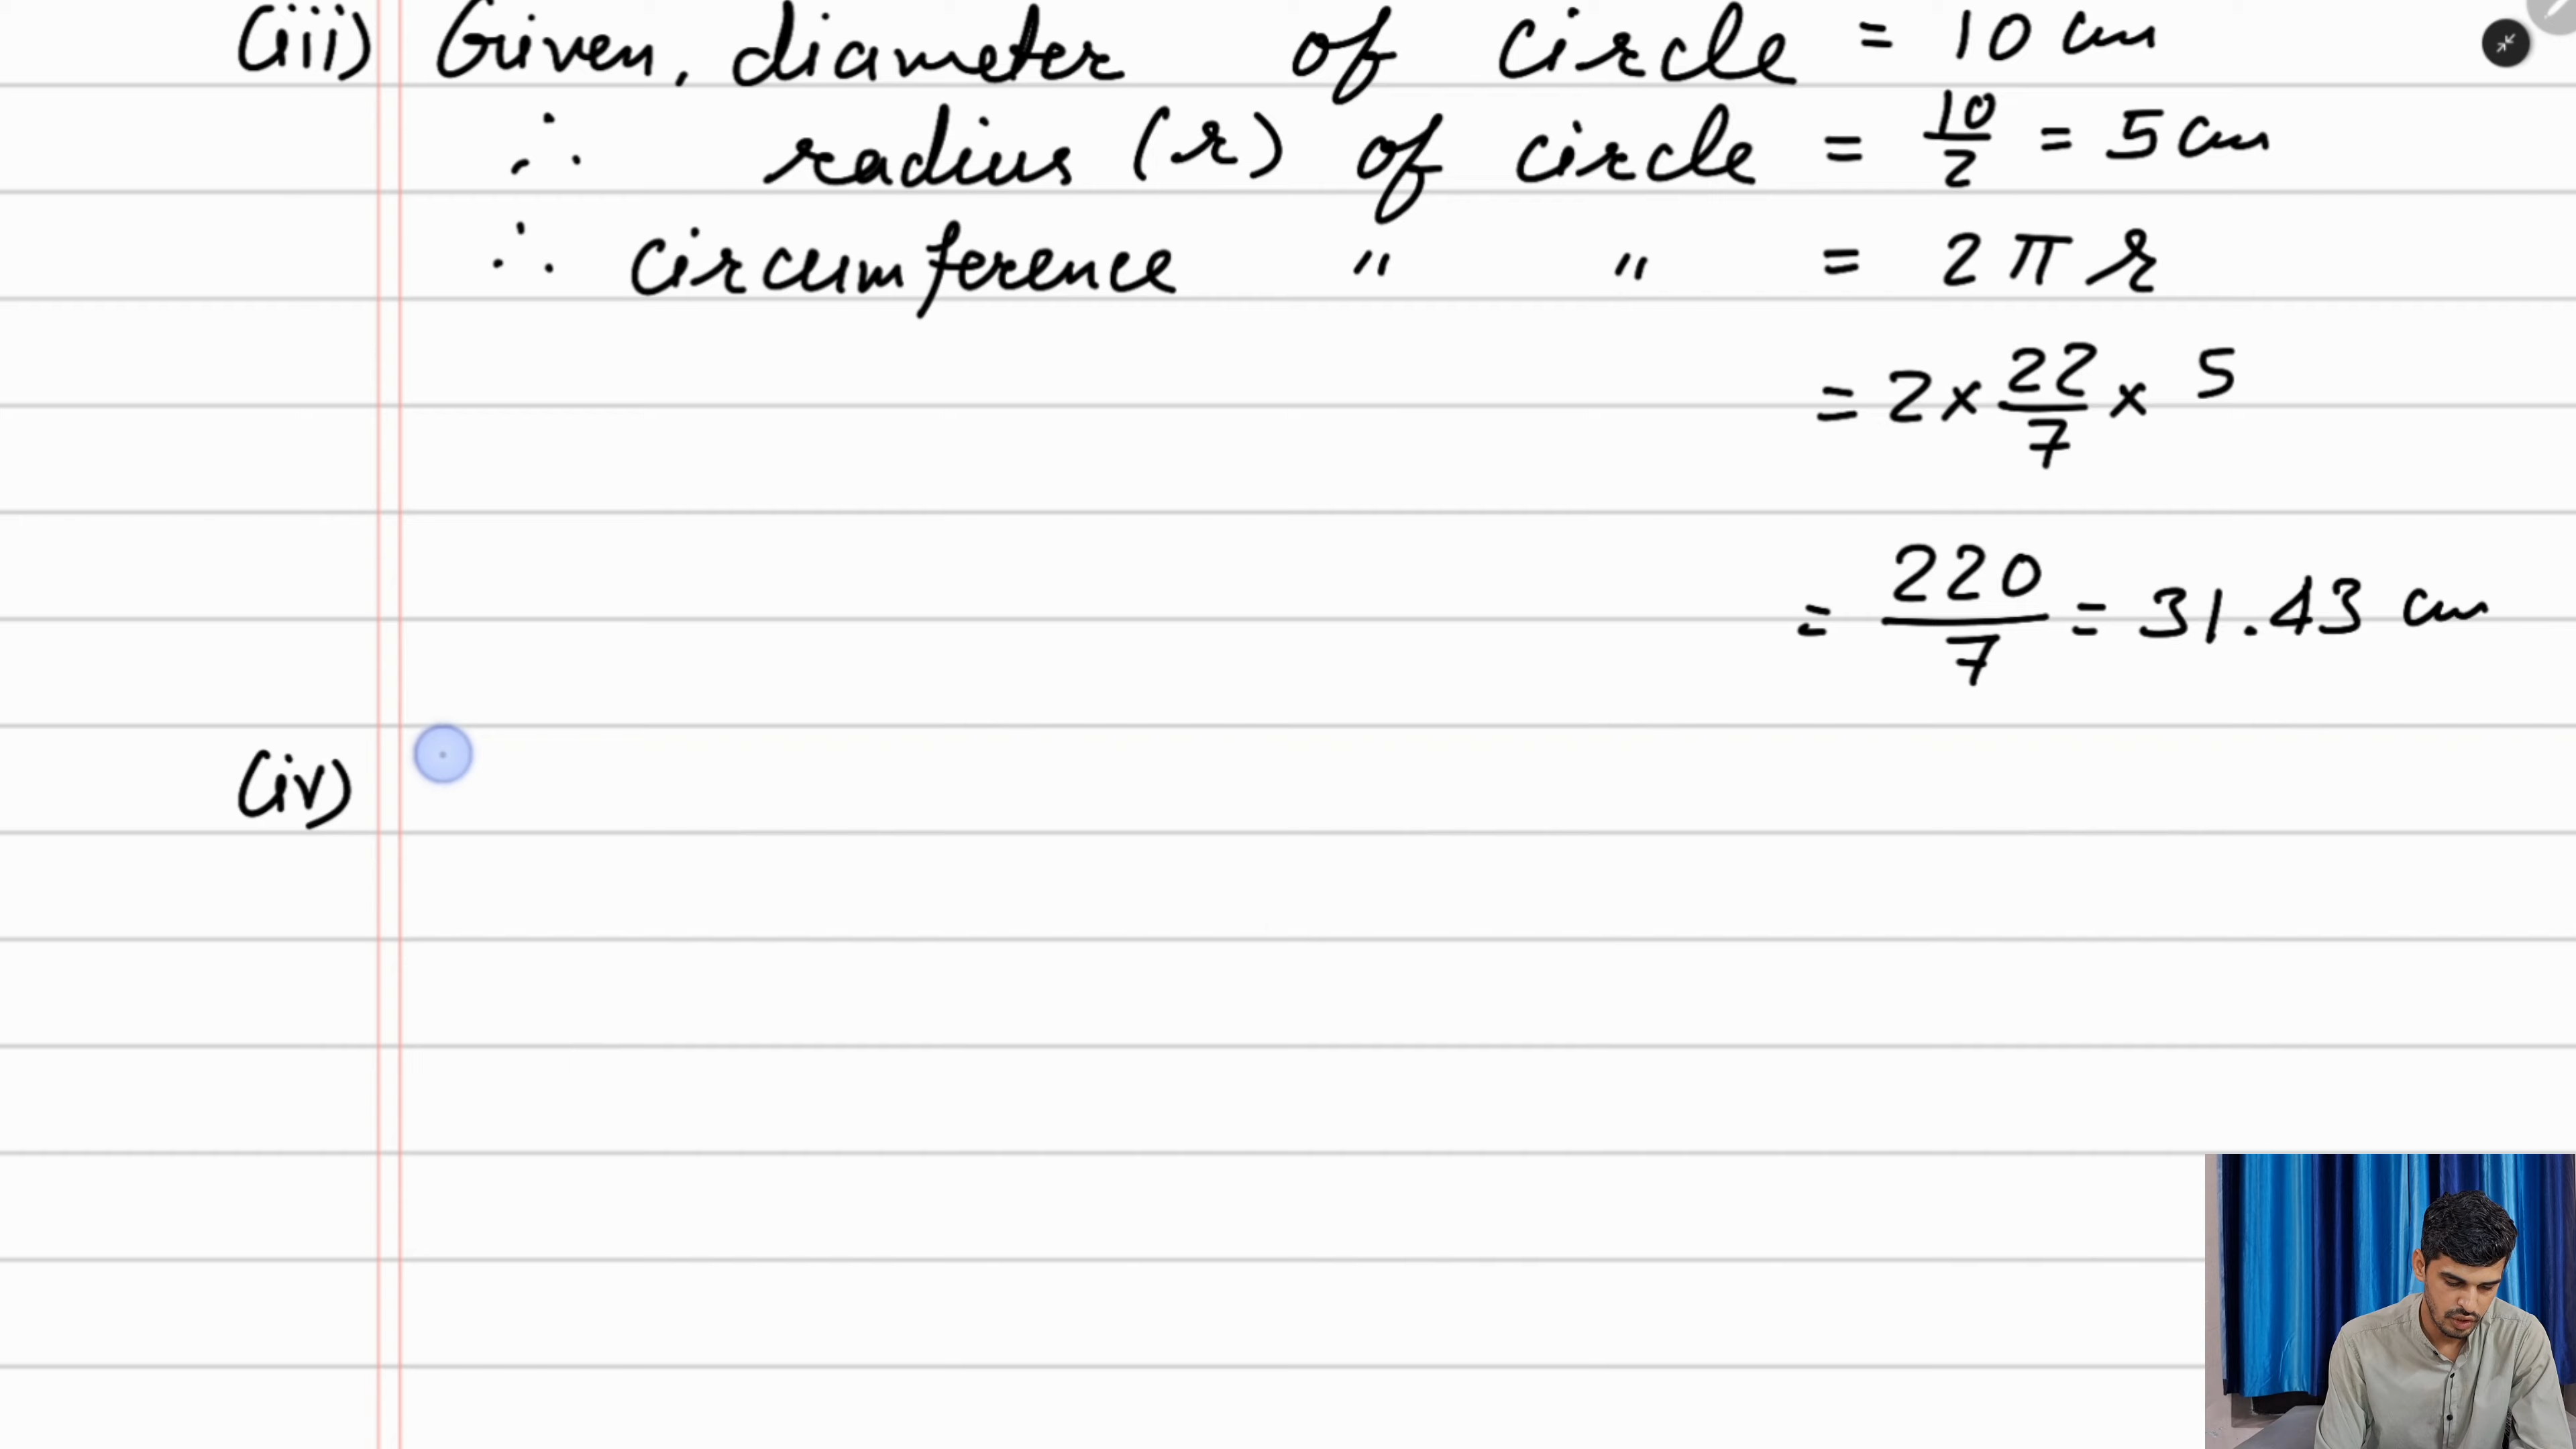 (iii) Given, diameter of circle = 10 cm
∴ radius (r) of circle = 10/2 = 5 cm
∴ circumference " " = 2 π r
= 2 × 22/7 × 5
= 220/7 = 31.43 cm
(iv)